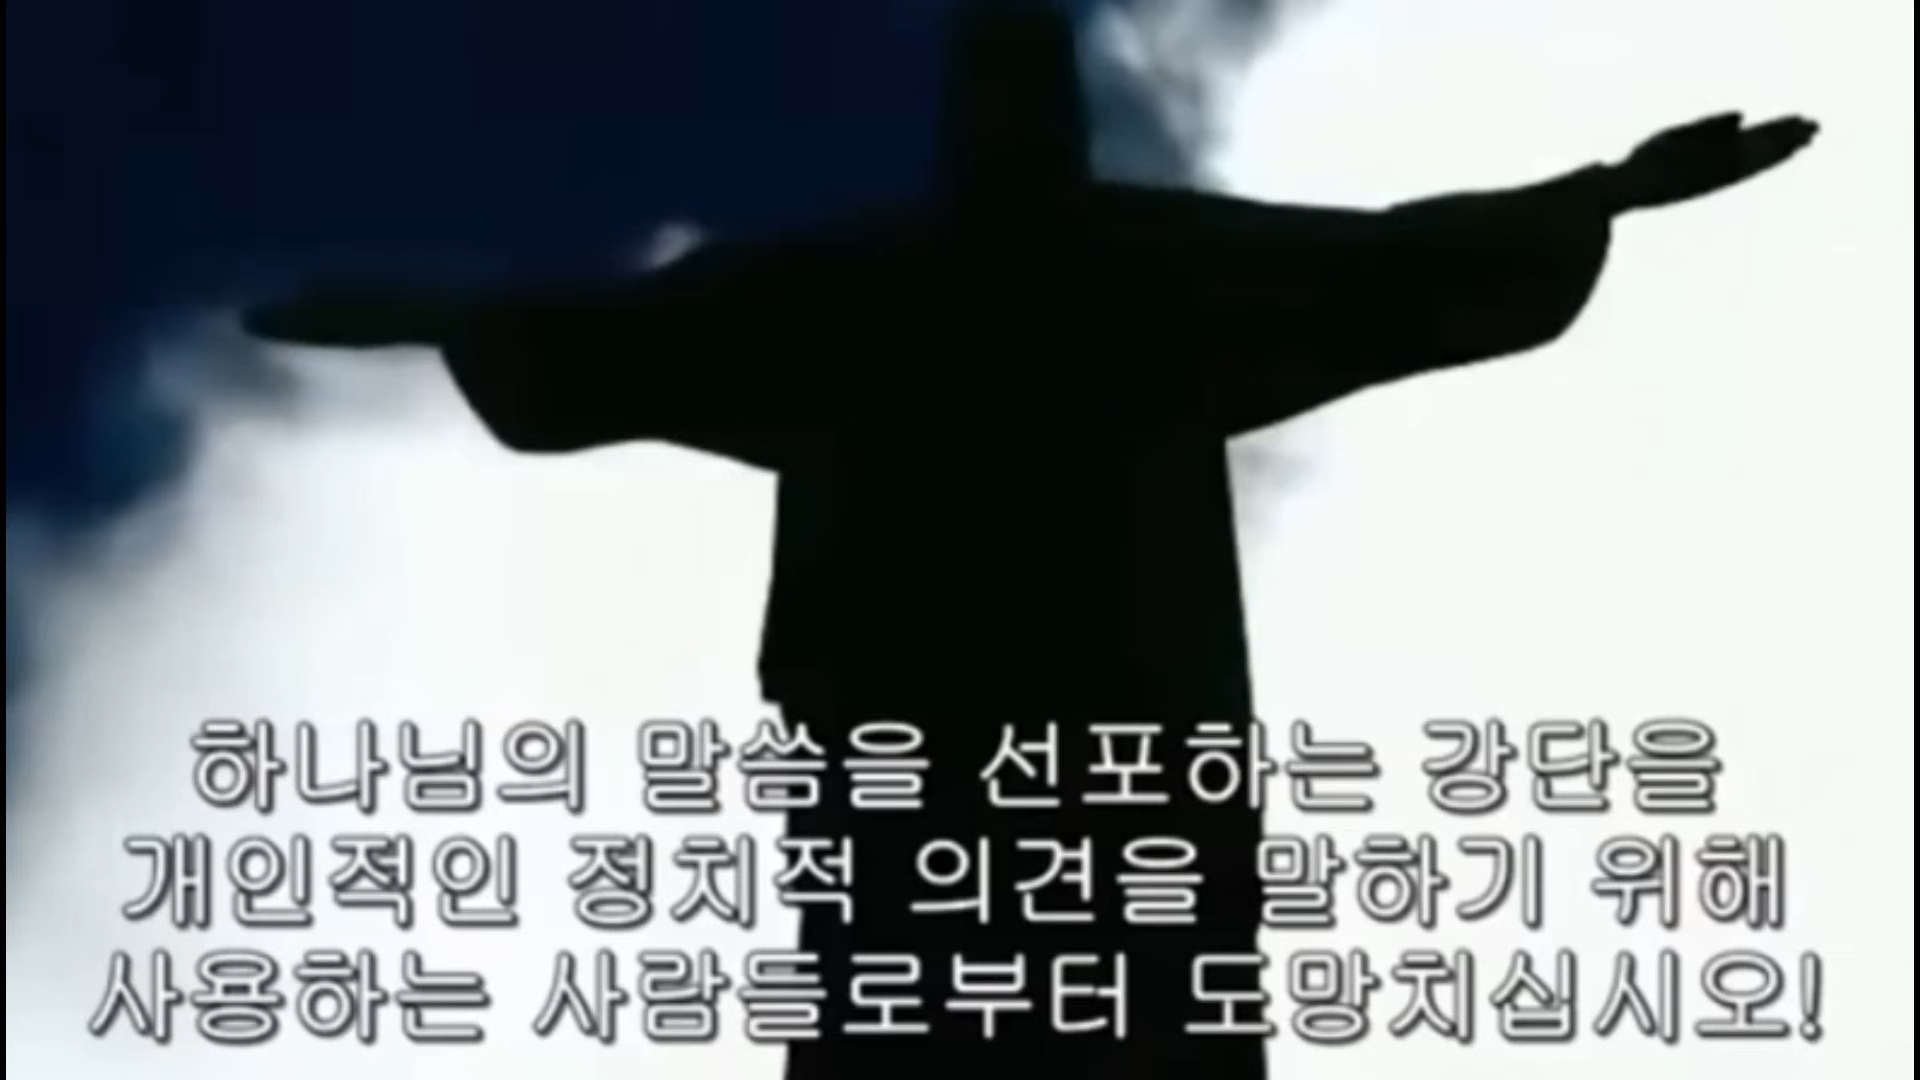 하나님의 말씀을 선포하는 강단을
개인적인 정치적 의견을 말하기 위해
사용하는 사람들로부터 도망치십시오!